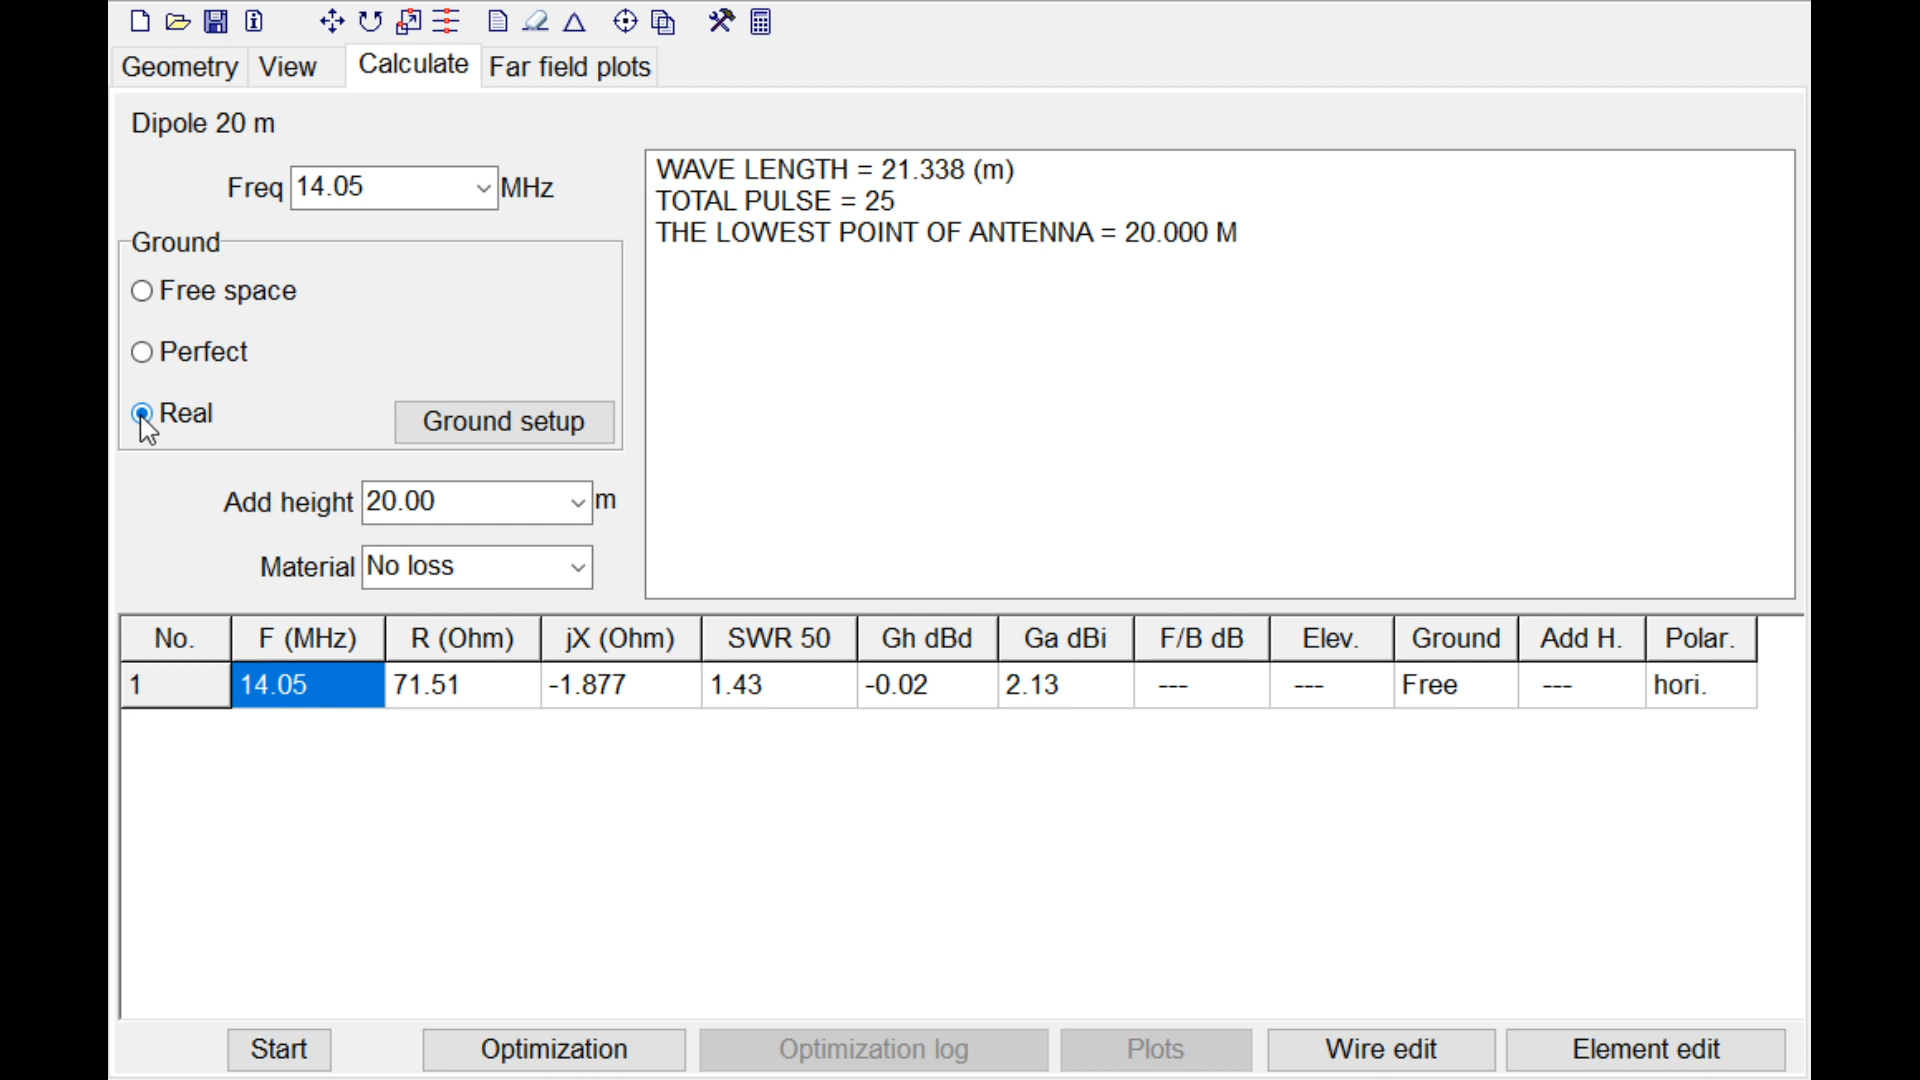 Geometry View Calculate Far field plots
Dipole 20 m
Freq 14.05 MHz
Ground
Free space
Perfect
Real
Ground setup
Add height 20.00 m
Material No loss
WAVE LENGTH = 21.338 (m)
TOTAL PULSE = 25
THE LOWEST POINT OF ANTENNA = 20.000 M
No. F (MHz) R (Ohm) jX (Ohm) SWR 50 Gh dBd Ga dBi F/B dB Elev. Ground Add H. Polar.
1 14.05 71.51 -1.877 1.43 -0.02 2.13 --- --- Free --- hori.
Start Optimization Optimization log Plots Wire edit Element edit